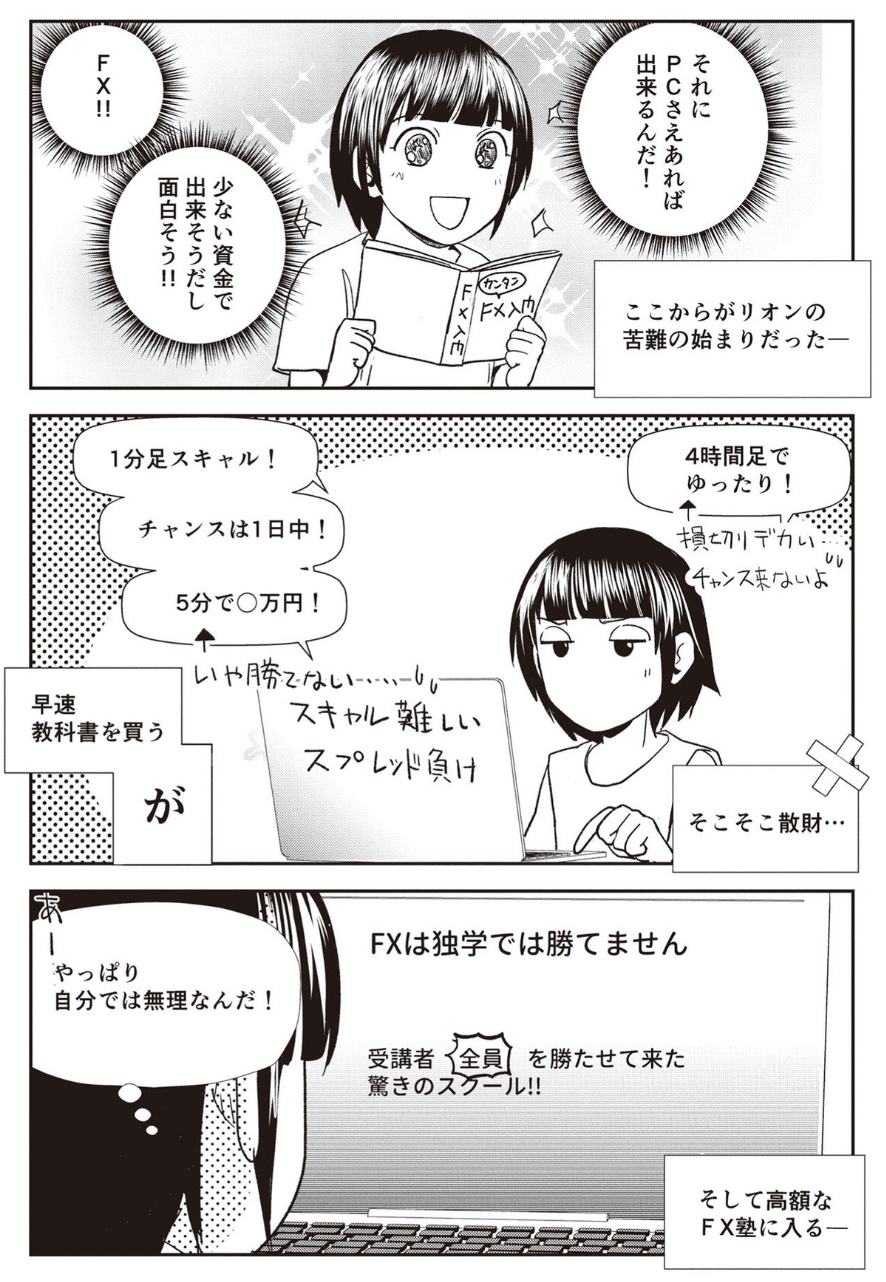 それに
PCさえあれば
出来るんだ！
少ない資金で
出来そうだし
面白そう!!
FX!!
カンタン
FX入門
FX入門
ここからがリオンの
苦難の始まりだった―
4時間足で
ゆったり！
損切りデカい…
チャンス来ないよ
1分足スキャル！
チャンスは1日中！
5分で○万円！
いや勝てない……
スキャル難しい
スプレッド負け
早速
教科書を買う
が
そこそこ散財…
あー
やっぱり
自分では無理なんだ！
FXは独学では勝てません
受講者 全員 を勝たせて来た
驚きのスクール!!
そして高額な
FX塾に入る―